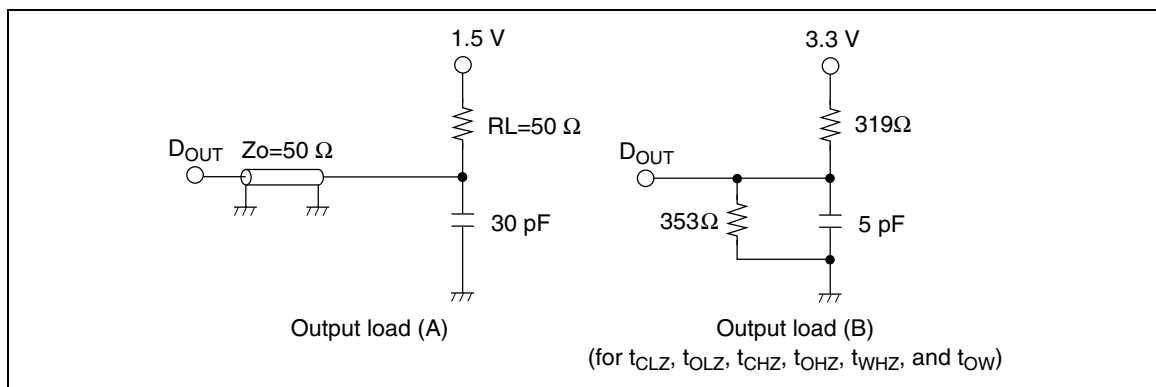 1.5 V
RL=50 Ω
DOUT
Zo=50 Ω
30 pF
Output load (A)
3.3 V
319Ω
DOUT
353Ω
5 pF
Output load (B)
(for tCLZ, tOLZ, tCHZ, tOHZ, tWHZ, and tOW)